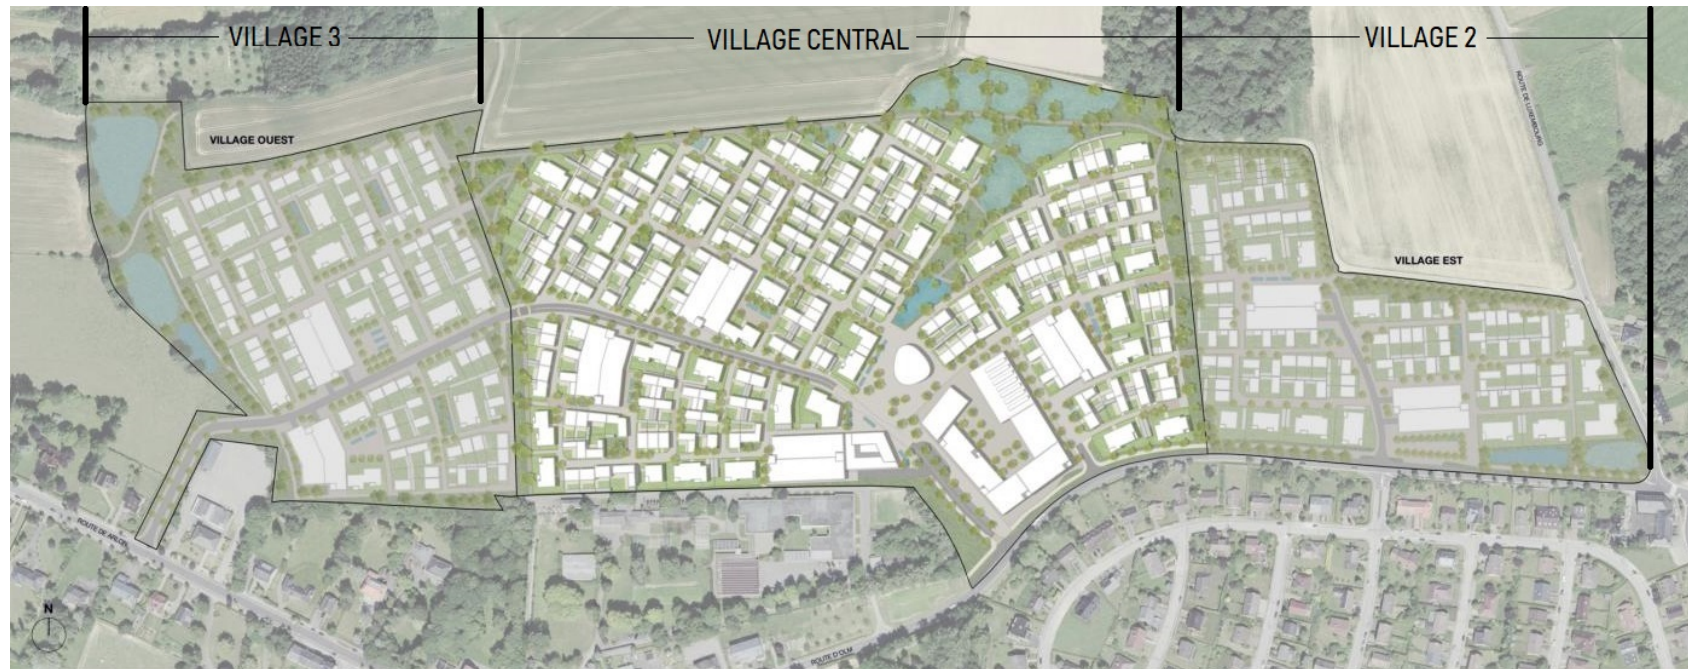 VILLAGE 3
VILLAGE CENTRAL
VILLAGE 2
ROUTE DE LUXEMBOURG
VILLAGE OUEST
VILLAGE EST
ROUTE DE ARLON
N
ROUTE D'OLM